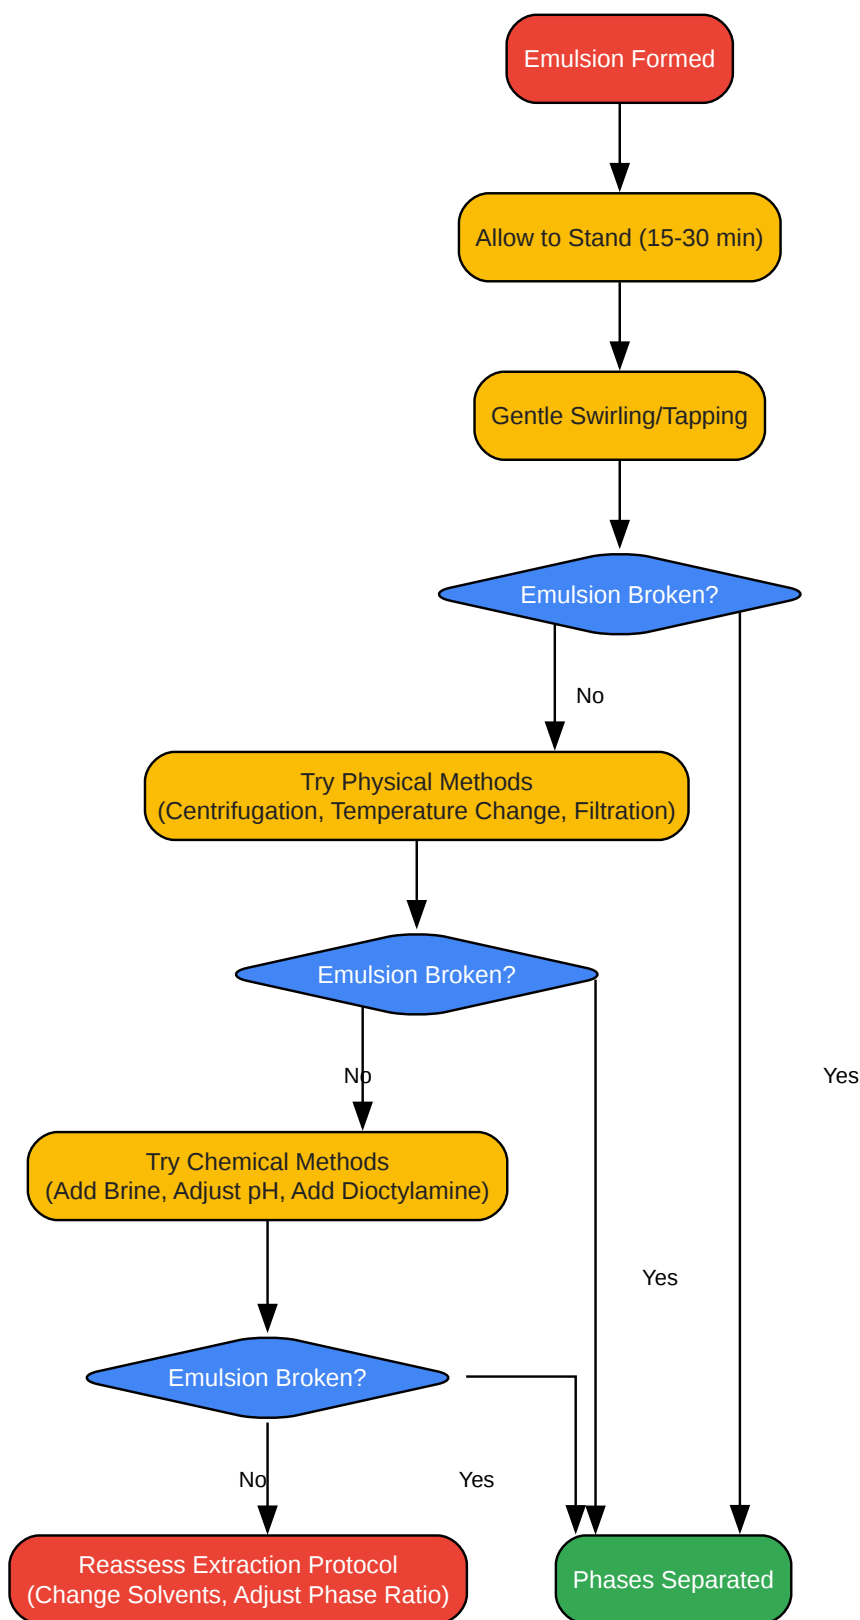 Emulsion Formed
Allow to Stand (15-30 min)
Gentle Swirling/Tapping
Emulsion Broken?
No
Try Physical Methods
(Centrifugation, Temperature Change, Filtration)
Emulsion Broken?
No
Yes
Try Chemical Methods
(Add Brine, Adjust pH, Add Dioctylamine)
Yes
Emulsion Broken?
No
Yes
Reassess Extraction Protocol
(Change Solvents, Adjust Phase Ratio)
Phases Separated